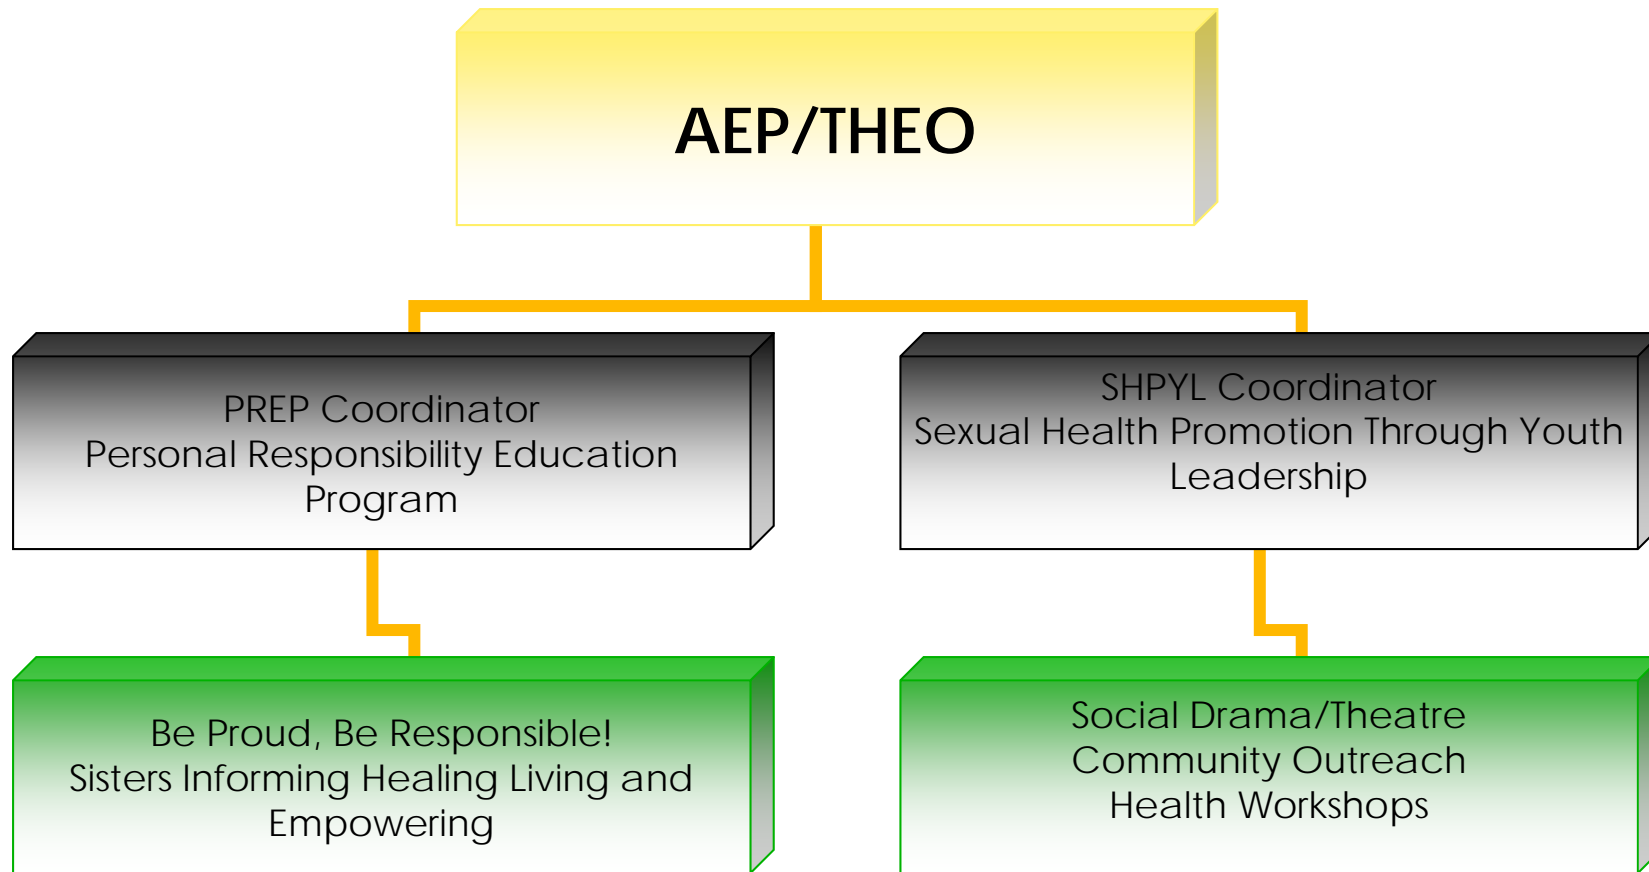 AEP/THEO
PREP Coordinator
Personal Responsibility Education
Program
SHPYL Coordinator
Sexual Health Promotion Through Youth
Leadership
Be Proud, Be Responsible!
Sisters Informing Healing Living and
Empowering
Social Drama/Theatre
Community Outreach
Health Workshops